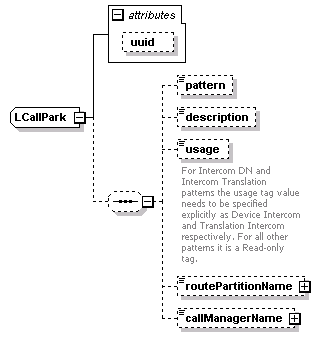 attributes
uuid
LCallPark
pattern
description
usage
For Intercom DN and
Intercom Translation
patterns the usage tag value
needs to be specified
explicitly as Device Intercom
and Translation Intercom
respectively. For all other
patterns it is a Read-only
tag.
routePartitionName
callManagerName